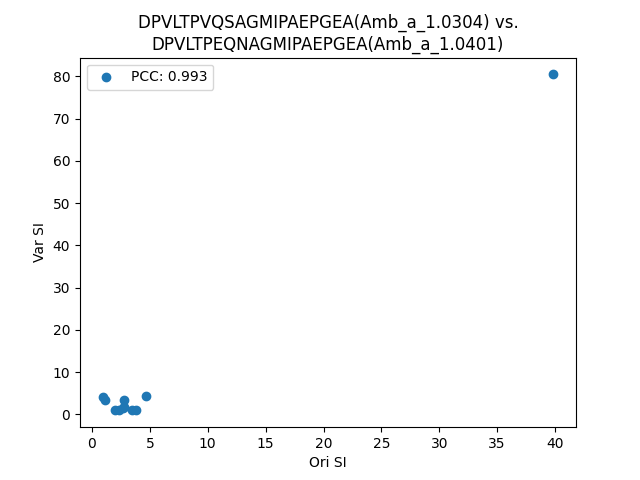 DPVLTPVQSAGMIPAEPGEA(Amb_a_1.0304) vs.
DPVLTPEQNAGMIPAEPGEA(Amb_a_1.0401)
PCC: 0.993
80
70
60
50
40
30
20
10
0
Var SI
0 5 10 15 20 25 30 35 40
Ori SI